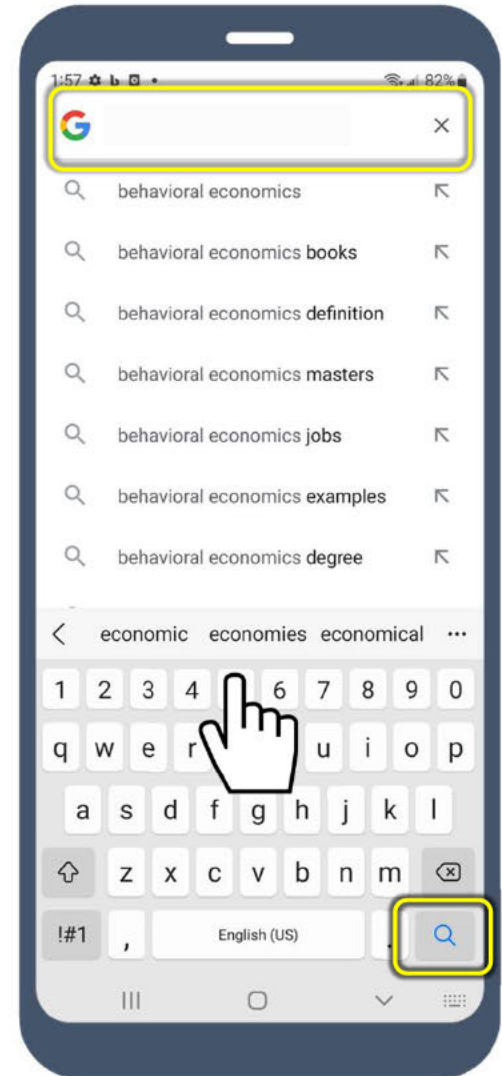 1:57 82%
G
behavioral economics
behavioral economics books
behavioral economics definition
behavioral economics masters
behavioral economics jobs
behavioral economics examples
behavioral economics degree
economic economies economical ...
1 2 3 4 6 7 8 9 0
q w e r u i o p
a s d f g h j k l
z x c v b n m
!#1 , English (US) .